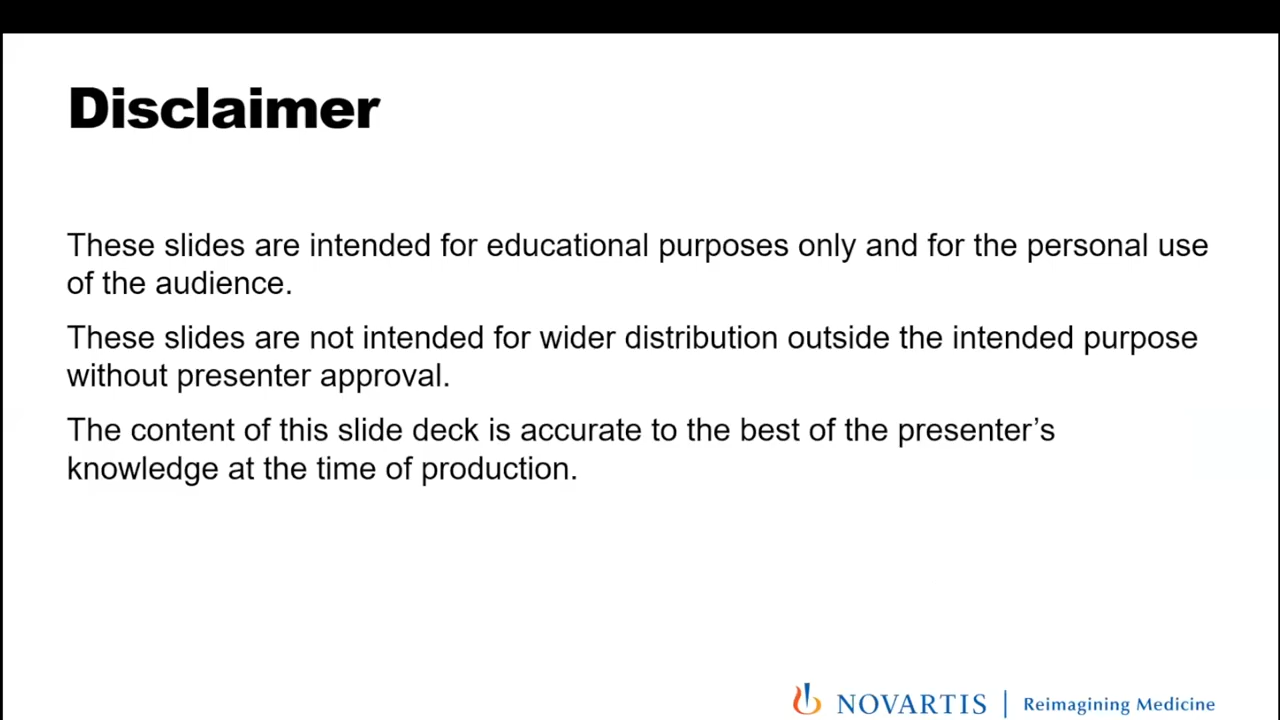 Disclaimer
These slides are intended for educational purposes only and for the personal use
of the audience.
These slides are not intended for wider distribution outside the intended purpose
without presenter approval.
The content of this slide deck is accurate to the best of the presenter’s
knowledge at the time of production.
NOVARTIS | Reimagining Medicine